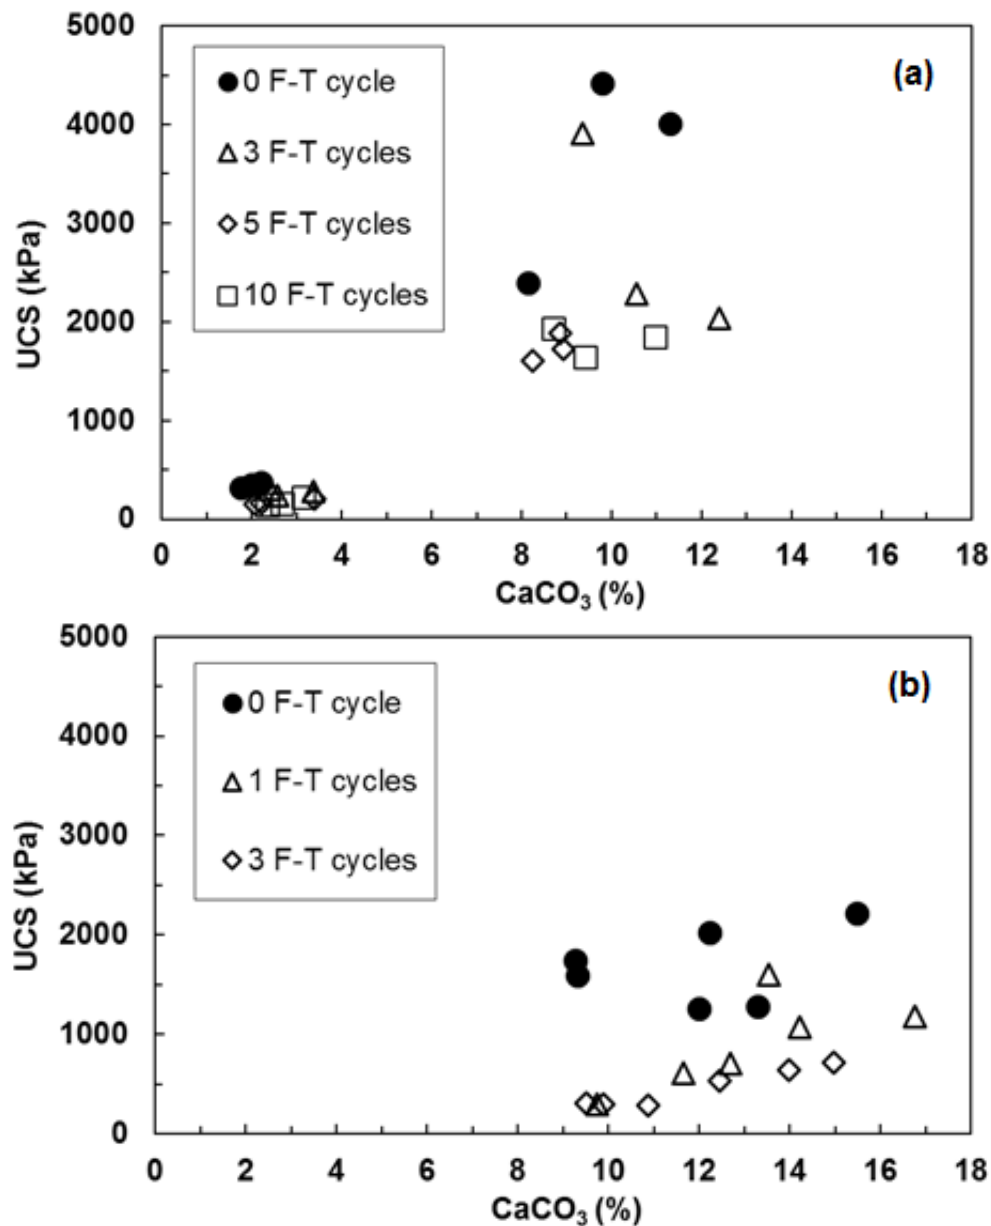 5000
4000
3000
2000
1000
0
UCS (kPa)
0 F-T cycle
3 F-T cycles
5 F-T cycles
10 F-T cycles
(a)
0 2 4 6 8 10 12 14 16 18
CaCO₃ (%)
5000
4000
3000
2000
1000
0
UCS (kPa)
0 F-T cycle
1 F-T cycles
3 F-T cycles
(b)
0 2 4 6 8 10 12 14 16 18
CaCO₃ (%)